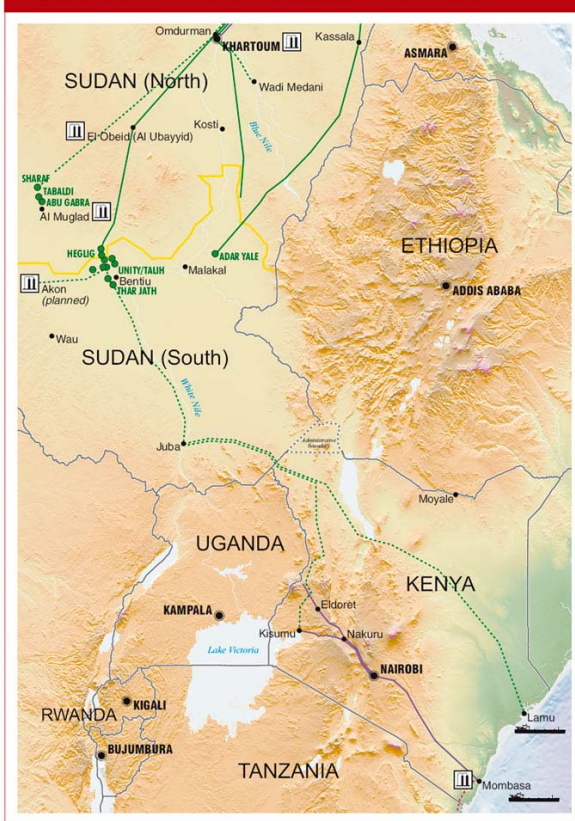 Omdurman
KHARTOUM
Kassala
ASMARA
SUDAN (North)
Wadi Medani
Kosti
Blue Nile
El Obeid (Al Ubayyid)
SHARAF
TABALDI
ABU GABRA
Al Muglad
ETHIOPIA
HEGLIG
ADAR YALE
UNITY/TALIH
Malakal
Bentiu
Akon
(planned)
THAR JATH
ADDIS ABABA
Wau
SUDAN (South)
White Nile
Juba
Administrative
Boundary
Moyale
UGANDA
KENYA
KAMPALA
Eldoret
Kisumu
Nakuru
Lake Victoria
NAIROBI
KIGALI
RWANDA
Lamu
BUJUMBURA
TANZANIA
Mombasa